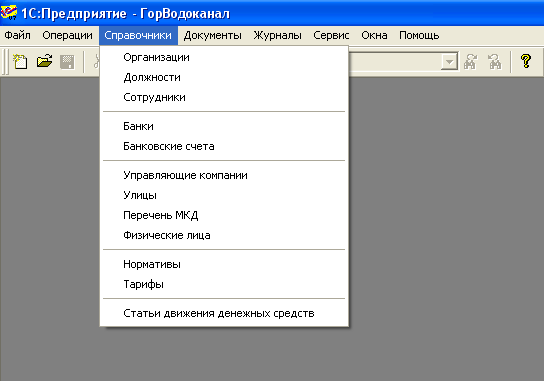 1С:Предприятие - ГорВодоканал
Файл Операции Справочники Документы Журналы Сервис Окна Помощь
Организации
Должности
Сотрудники
Банки
Банковские счета
Управляющие компании
Улицы
Перечень МКД
Физические лица
Нормативы
Тарифы
Статьи движения денежных средств